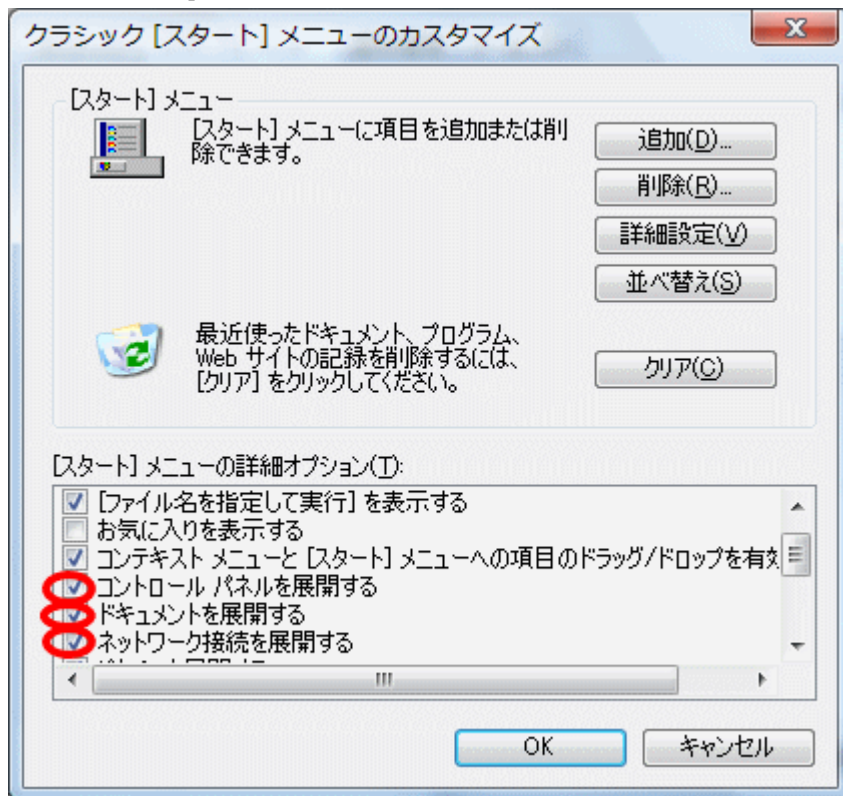 クラシック [スタート] メニューのカスタマイズ
[スタート] メニュー
[スタート] メニューに項目を追加または削
除できます。
追加(D)...
削除(R)...
詳細設定(V)
並べ替え(S)
最近使ったドキュメント、プログラム、
Web サイトの記録を削除するには、
[クリア] をクリックしてください。
クリア(C)
[スタート] メニューの詳細オプション(T):
[ファイル名を指定して実行] を表示する
お気に入りを表示する
コンテキスト メニューと [スタート] メニューへの項目のドラッグ/ドロップを有効
コントロール パネルを展開する
ドキュメントを展開する
ネットワーク接続を展開する
OK
キャンセル